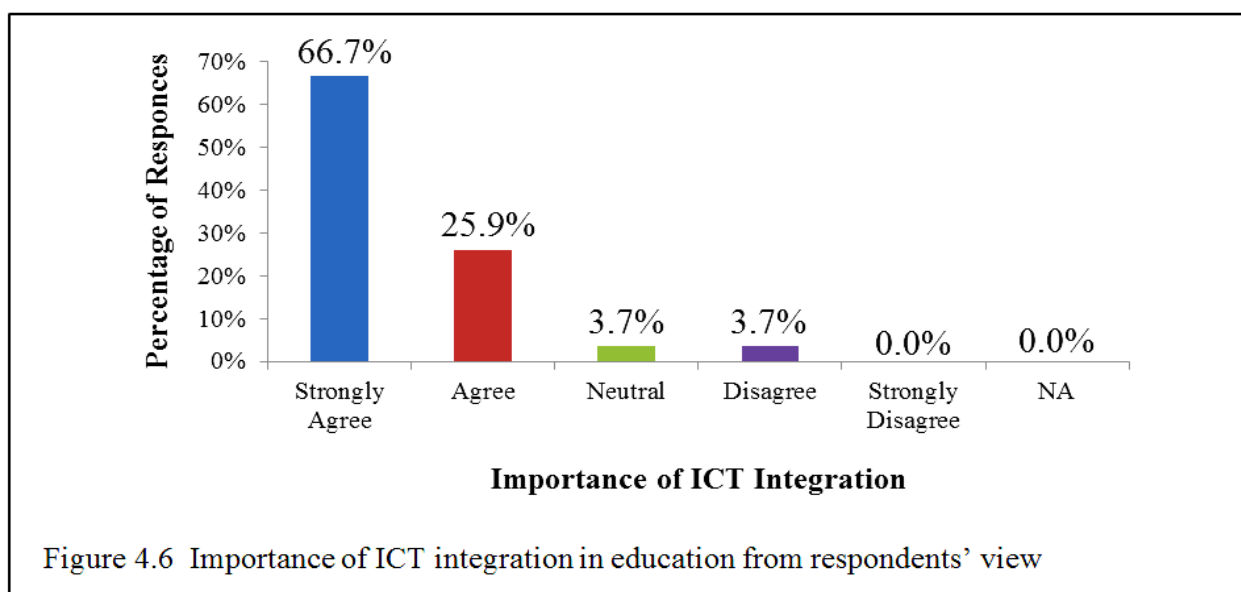 66.7%
70%
60%
50%
40%
30%
20%
10%
0%
Percentage of Responces
25.9%
3.7%
3.7%
0.0%
0.0%
Strongly Agree
Agree
Neutral
Disagree
Strongly Disagree
NA
Importance of ICT Integration
Figure 4.6 Importance of ICT integration in education from respondents’ view